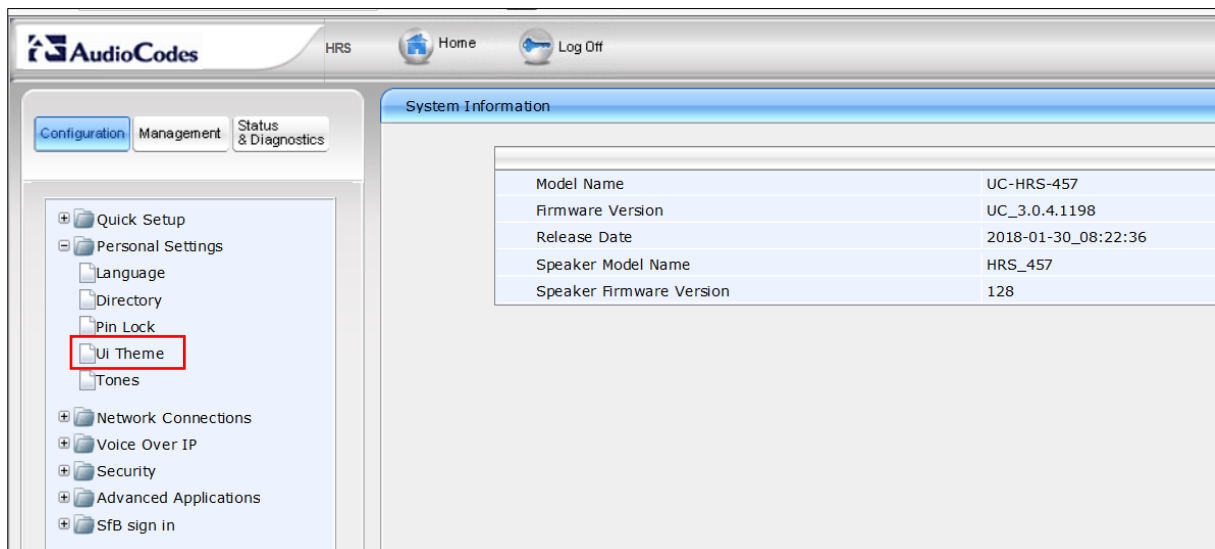 AudioCodes
HRS
Home
Log Off
Configuration
Management
Status
& Diagnostics
Quick Setup
Personal Settings
Language
Directory
Pin Lock
Ui Theme
Tones
Network Connections
Voice Over IP
Security
Advanced Applications
SfB sign in
System Information
Model Name UC-HRS-457
Firmware Version UC_3.0.4.1198
Release Date 2018-01-30_08:22:36
Speaker Model Name HRS_457
Speaker Firmware Version 128